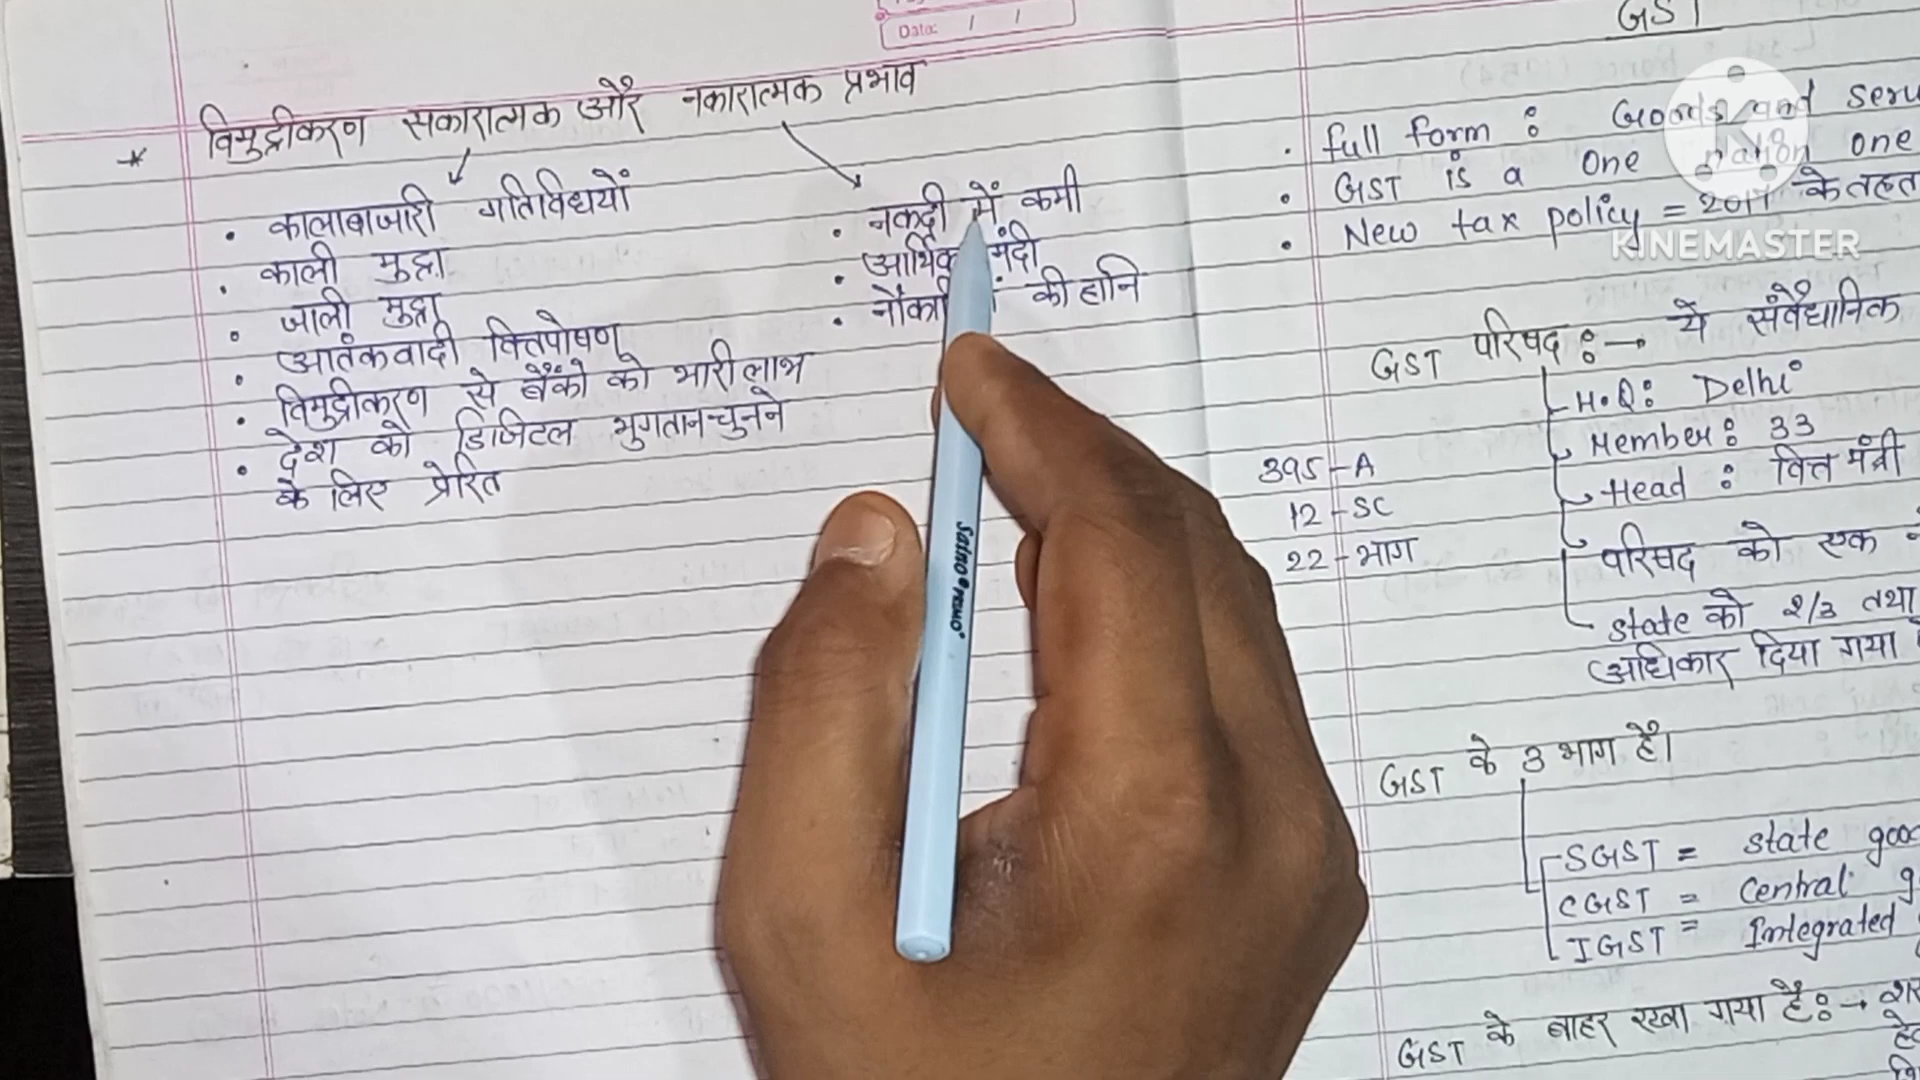 Date: / /
* विमुद्रीकरण सकारात्मक और नकारात्मक प्रभाव
• कालाबाजारी गतिविधयों
• काली मुद्रा
• जाली मुद्रा
• आतंकवादी वित्तपोषण
• विमुद्रीकरण से बैंको को भारी लाभ
• देश को डिजिटल भुगतान चुनने
के लिए प्रेरित
• नकदी में कमी
• आर्थिक मंदी
• की हानि
GST
• full form : Goods and
• GST is a one nation one
• New tax policy = 2017 के तहत
KINEMASTER
GST परिषद :→ ये संवैधानिक
H.Q: Delhi
Member: 33
Head : वित्त मंत्री
395-A
12-SC
22-भाग
परिषद को एक
state को 2/3 तथा
अधिकार दिया गया
GST के 3 भाग है।
SGST = state
CGST = Central
IGST = Integrated
GST के बाहर रखा गया है:→
Saino PRIMO